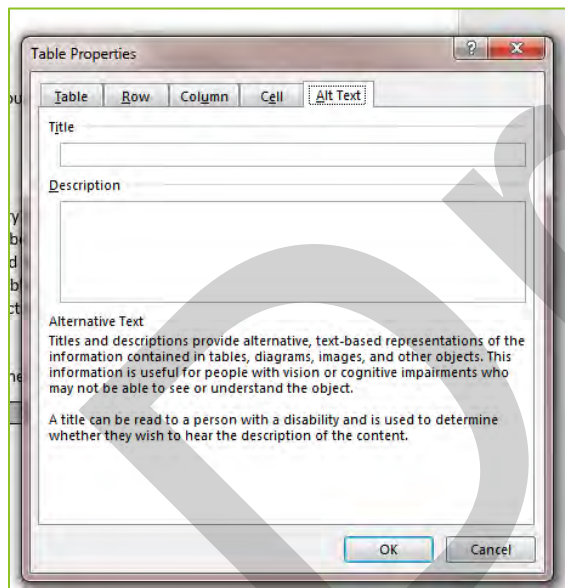 Table Properties
?
Table Row Column Cell Alt Text
Title
Description
Alternative Text
Titles and descriptions provide alternative, text-based representations of the
information contained in tables, diagrams, images, and other objects. This
information is useful for people with vision or cognitive impairments who
may not be able to see or understand the object.
A title can be read to a person with a disability and is used to determine
whether they wish to hear the description of the content.
OK Cancel